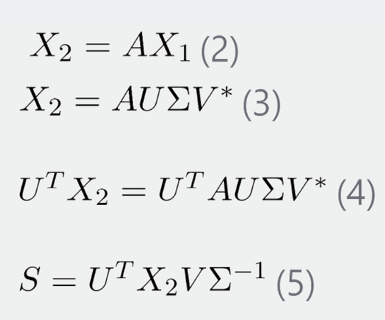 X₂ = AX₁ (2)
X₂ = AUΣV* (3)
UᵀX₂ = UᵀAUΣV* (4)
S = UᵀX₂VΣ⁻¹ (5)